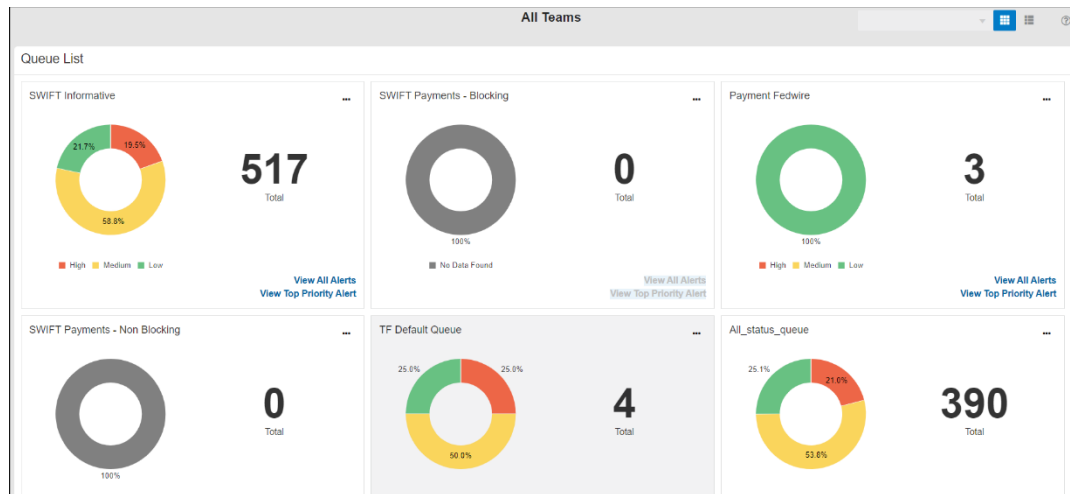 All Teams
Queue List
SWIFT Informative
...
21.7%
19.5%
58.8%
517
Total
High Medium Low
View All Alerts
View Top Priority Alert
SWIFT Payments - Blocking
...
100%
0
Total
No Data Found
View All Alerts
View Top Priority Alert
Payment Fedwire
...
100%
3
Total
High Medium Low
View All Alerts
View Top Priority Alert
SWIFT Payments - Non Blocking
...
100%
0
Total
TF Default Queue
...
25.0%
25.0%
50.0%
4
Total
All_status_queue
...
25.1%
21.0%
53.8%
390
Total